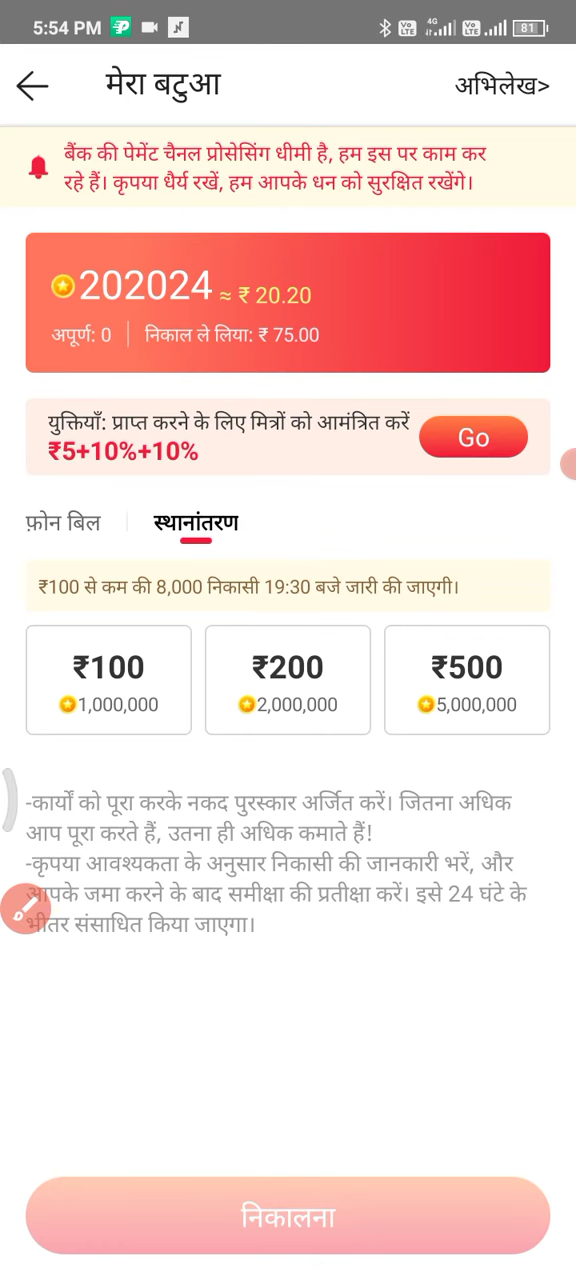 5:54 PM
4G
81
मेरा बटुआ
अभिलेख>
बैंक की पेमेंट चैनल प्रोसेसिंग धीमी है, हम इस पर काम कर
रहे हैं। कृपया धैर्य रखें, हम आपके धन को सुरक्षित रखेंगे।
202024 ≈ ₹ 20.20
अपूर्ण: 0 | निकाल ले लिया: ₹ 75.00
युक्तियाँ: प्राप्त करने के लिए मित्रों को आमंत्रित करें
₹5+10%+10%
Go
फ़ोन बिल
स्थानांतरण
₹100 से कम की 8,000 निकासी 19:30 बजे जारी की जाएगी।
₹100 ₹200 ₹500
1,000,000 2,000,000 5,000,000
-कार्यों को पूरा करके नकद पुरस्कार अर्जित करें। जितना अधिक
आप पूरा करते हैं, उतना ही अधिक कमाते हैं!
-कृपया आवश्यकता के अनुसार निकासी की जानकारी भरें, और
आपके जमा करने के बाद समीक्षा की प्रतीक्षा करें। इसे 24 घंटे के
भीतर संसाधित किया जाएगा।
निकालना